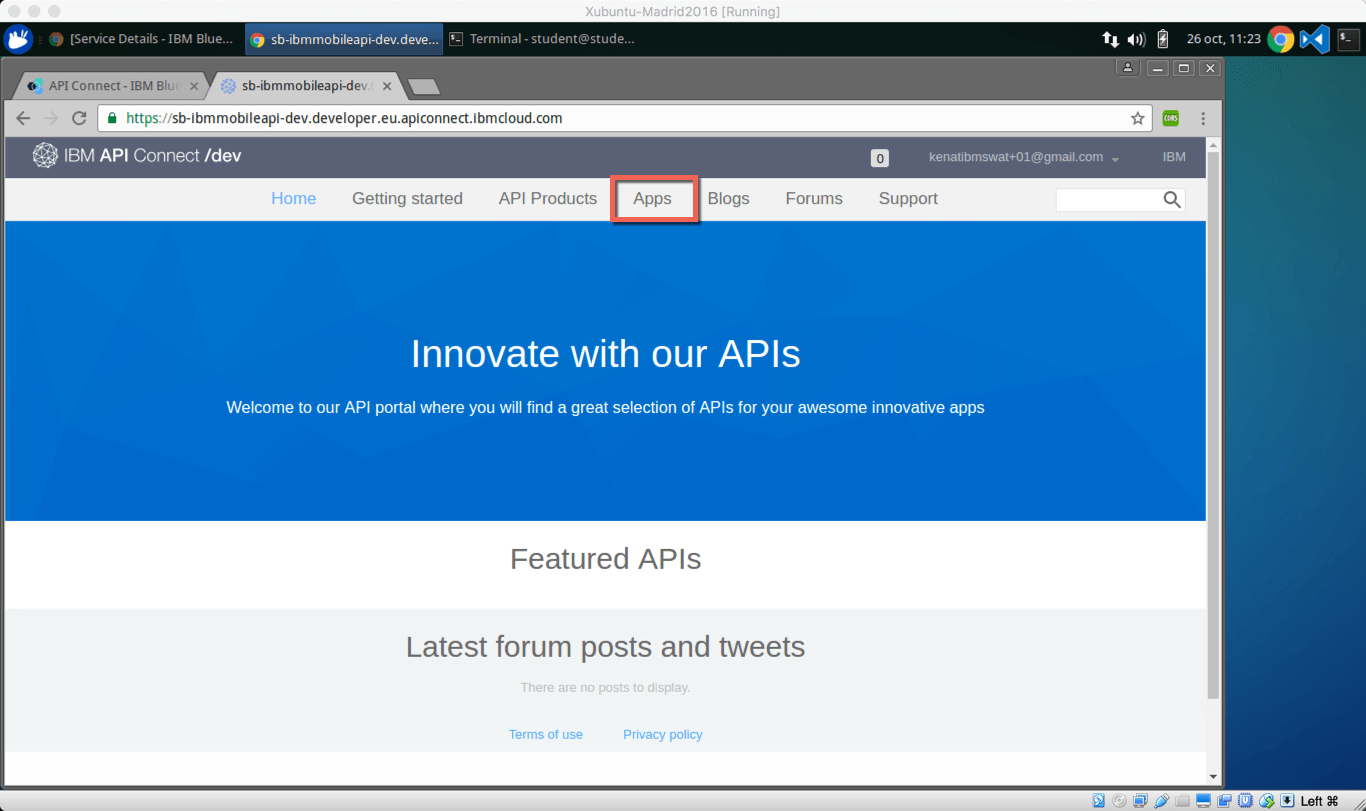 Xubuntu-Madrid2016 [Running]
[Service Details - IBM Blue... sb-ibmmobileapi-dev.deve... Terminal - student@stude... 26 oct, 11:23
API Connect - IBM Blue sb-ibmmobileapi-dev.
https://sb-ibmmobileapi-dev.developer.eu.apiconnect.ibmcloud.com CORS
IBM API Connect /dev 0 kenatibmswat+01@gmail.com IBM
Home Getting started API Products Apps Blogs Forums Support
Innovate with our APIs
Welcome to our API portal where you will find a great selection of APIs for your awesome innovative apps
Featured APIs
Latest forum posts and tweets
There are no posts to display.
Terms of use Privacy policy
Left ⌘